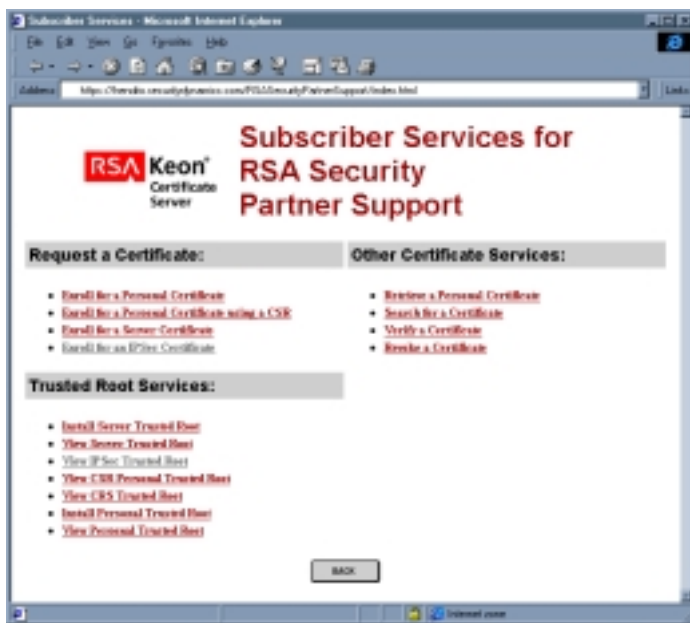 Subscriber Services - Microsoft Internet Explorer
File Edit View Go Favorites Help
Address
Links
RSA Keon
Certificate
Server
Subscriber Services for
RSA Security
Partner Support
Request a Certificate:
Enroll for a Personal Certificate
Enroll for a Personal Certificate using a CSR
Enroll for a Server Certificate
Enroll for an IPSec Certificate
Other Certificate Services:
Retrieve a Personal Certificate
Search for a Certificate
Verify a Certificate
Revoke a Certificate
Trusted Root Services:
Install Server Trusted Root
View Server Trusted Root
View IPSec Trusted Root
View CSR Personal Trusted Root
View CRS Trusted Root
Install Personal Trusted Root
View Personal Trusted Root
BACK
Internet zone